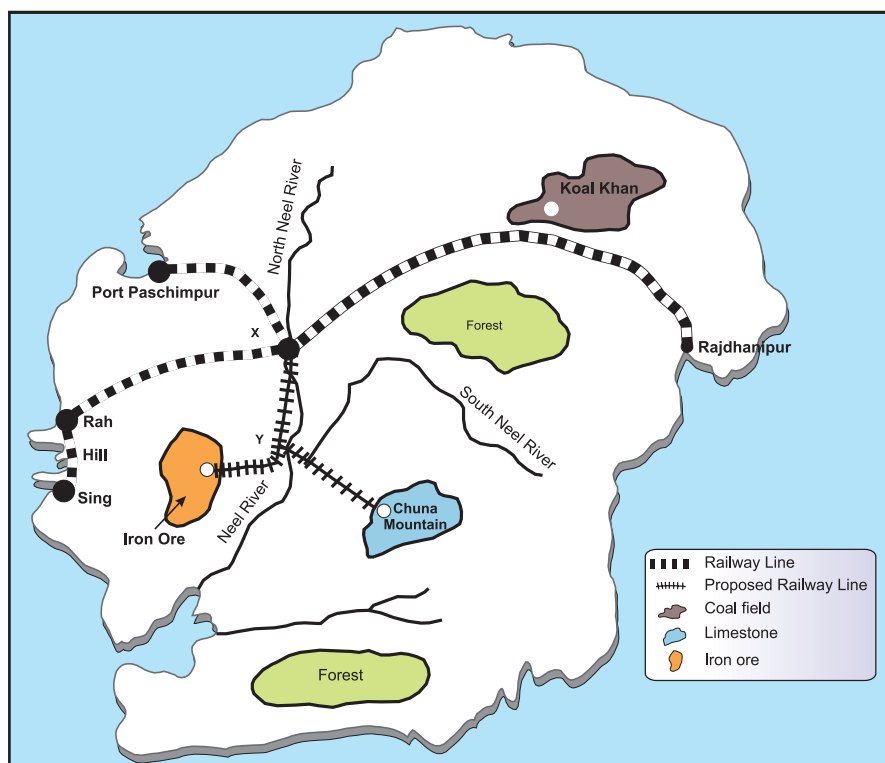 North Neel River
Koal Khan
Port Paschimpur
X
Forest
Rajdhanipur
South Neel River
Rah
Y
Hill
Sing
Neel River
Chuna
Mountain
Iron Ore
Railway Line
Proposed Railway Line
Coal field
Limestone
Iron ore
Forest